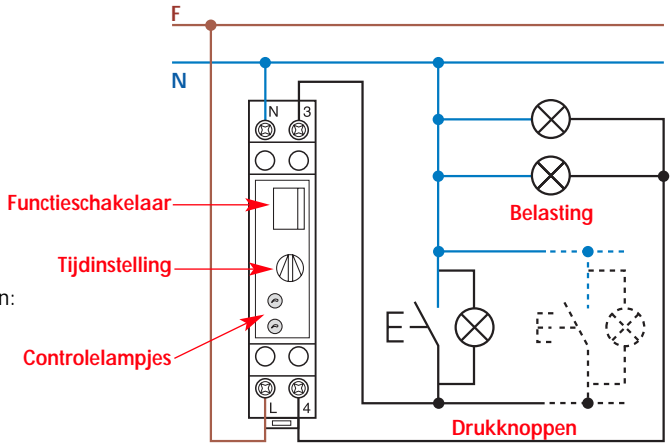 F
N
N 3
Functieschakelaar
Belasting
Tijdinstelling
n:
Controlelampjes
L 4
Drukknoppen